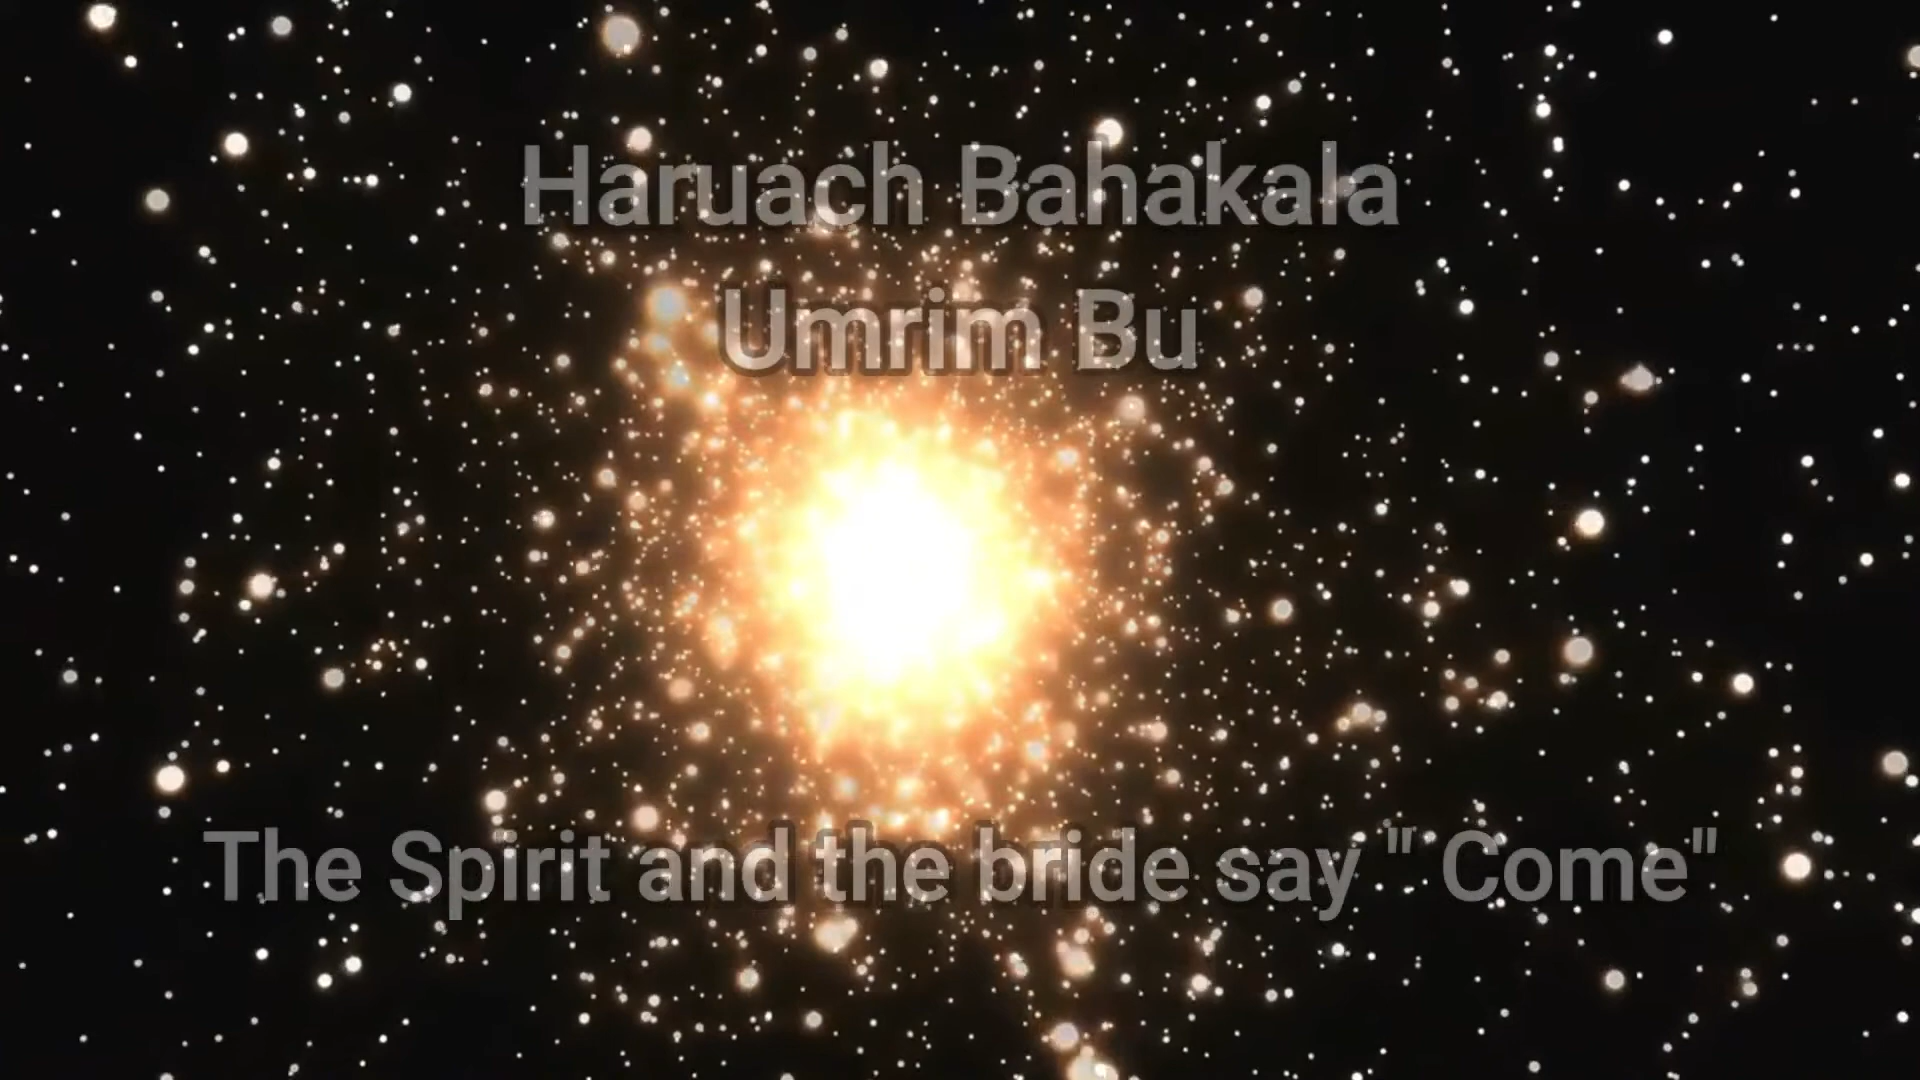 Haruach Bahakala
Umrim Bu
The Spirit and the bride say " Come"